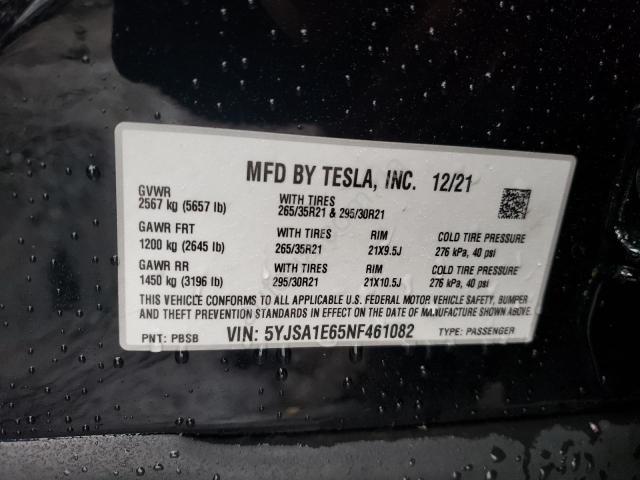 MFD BY TESLA, INC. 12/21
GVWR
2567 kg (5657 lb)
WITH TIRES
265/35R21 & 295/30R21
GAWR FRT
1200 kg (2645 lb)
WITH TIRES
265/35R21
RIM
21X9.5J
COLD TIRE PRESSURE
276 kPa, 40 psi
GAWR RR
1450 kg (3196 lb)
WITH TIRES
295/30R21
RIM
21X10.5J
COLD TIRE PRESSURE
276 kPa, 40 psi
THIS VEHICLE CONFORMS TO ALL APPLICABLE U.S. FEDERAL MOTOR VEHICLE SAFETY, BUMPER
AND THEFT PREVENTION STANDARDS IN EFFECT ON THE DATE OF MANUFACTURE SHOWN ABOVE.
PNT: PBSB VIN: 5YJSA1E65NF461082 TYPE: PASSENGER